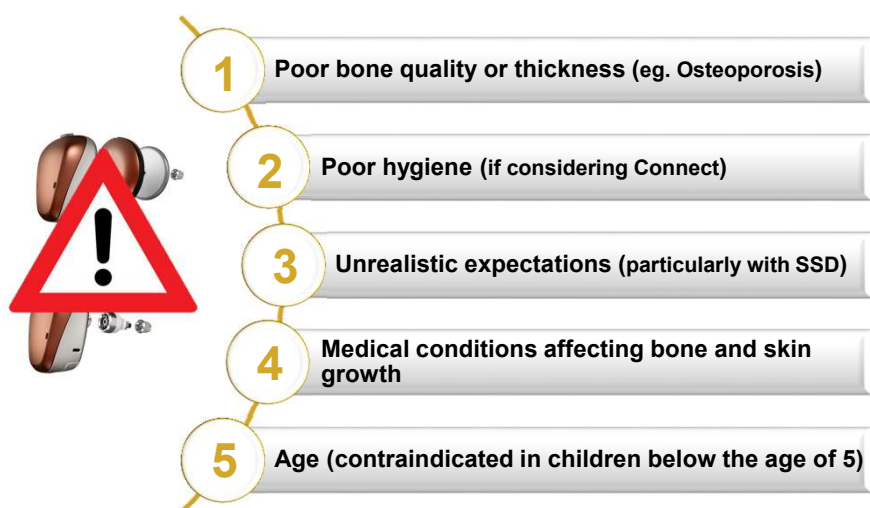 1
Poor bone quality or thickness (eg. Osteoporosis)
2
Poor hygiene (if considering Connect)
3
Unrealistic expectations (particularly with SSD)
4
Medical conditions affecting bone and skin
growth
5
Age (contraindicated in children below the age of 5)